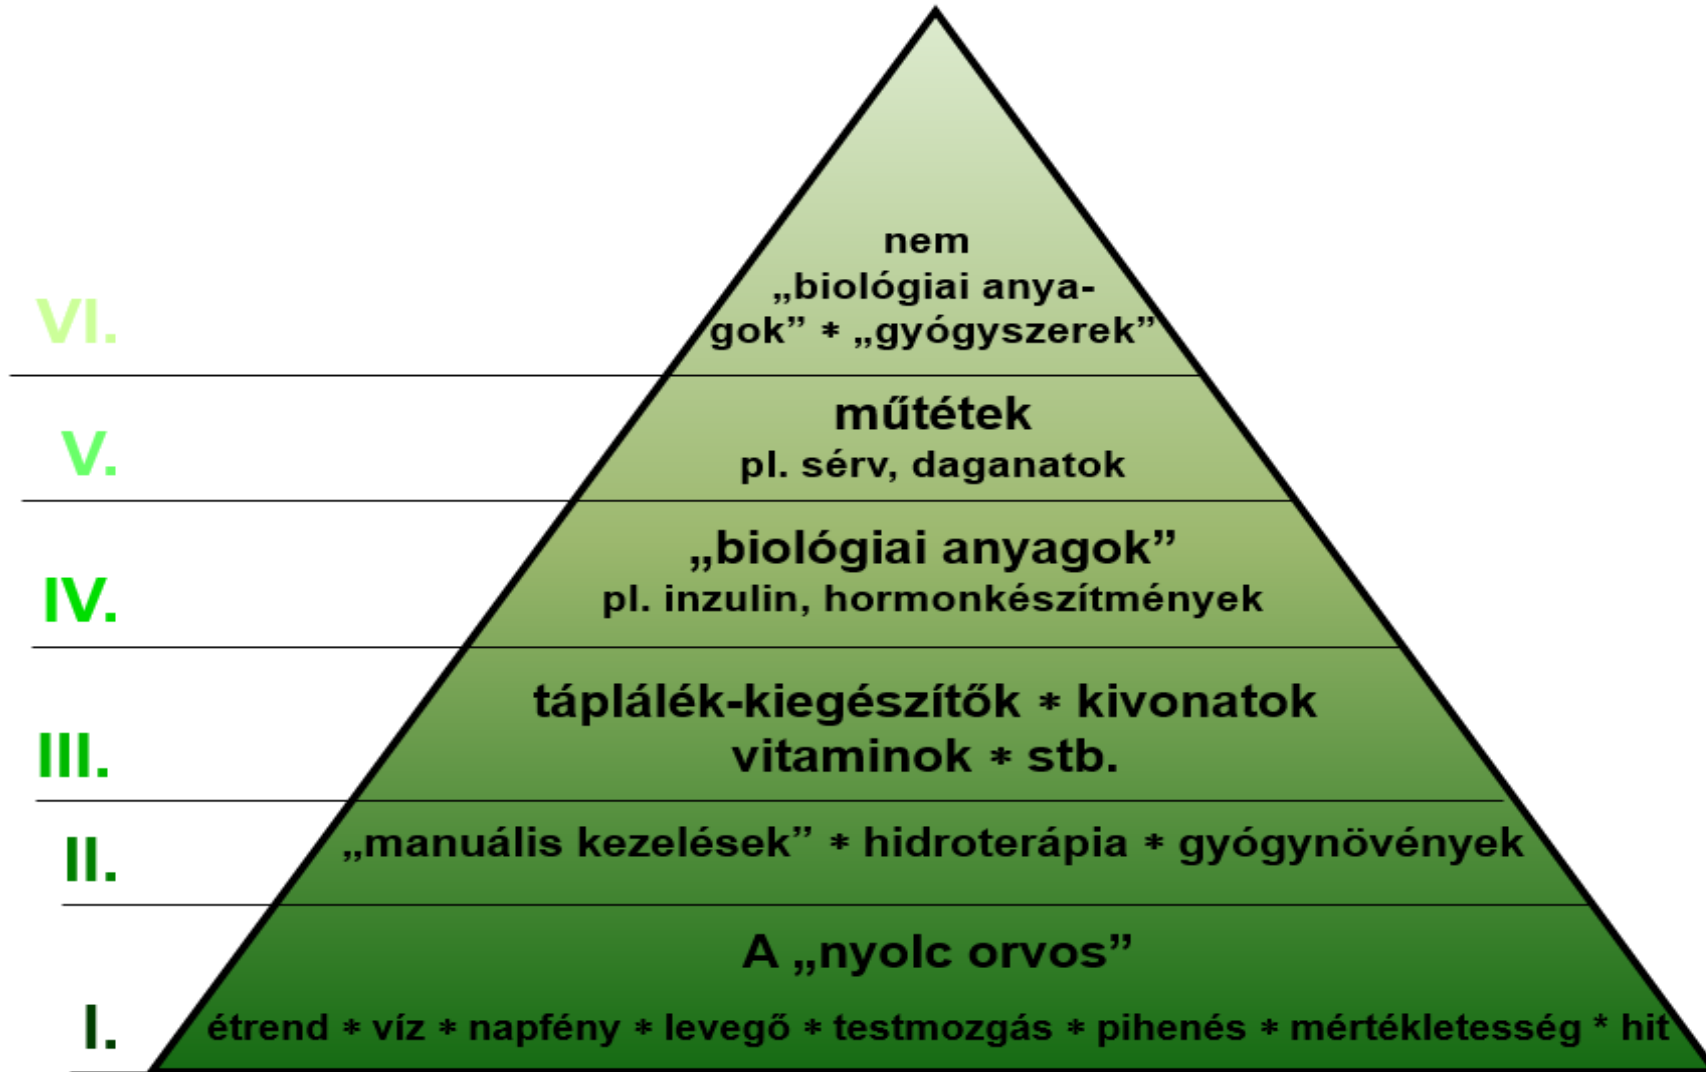 nem
„biológiai anya-
gok” * „gyógyszerek”
VI.
műtétek
V.
pl. sérv, daganatok
„biológiai anyagok”
IV.
pl. inzulin, hormonkészítmények
táplálék-kiegészítők * kivonatok
III.
vitaminok * stb.
„manuális kezelések” * hidroterápia * gyógynövények
II.
A „nyolc orvos”
I.
étrend * víz * napfény * levegő * testmozgás * pihenés * mértékletesség * hit